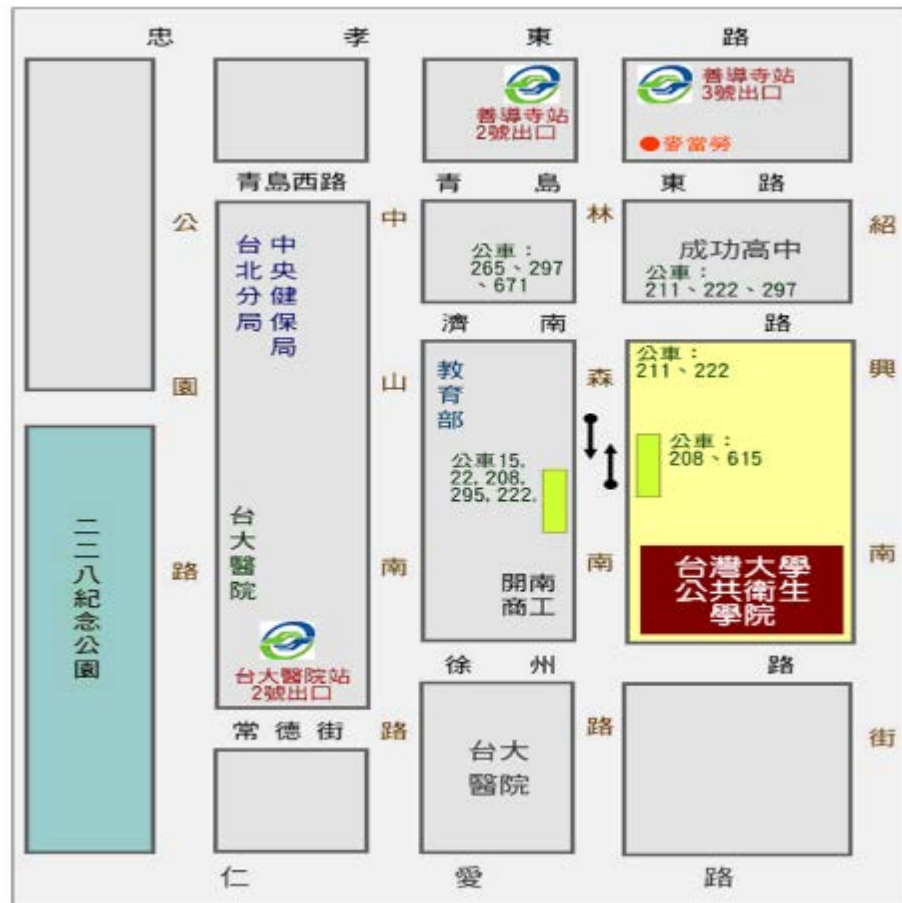 忠孝東路
善導寺站
2號出口
善導寺站
3號出口
麥當勞
青島西路
青島東路
公園路
中山南路
林森南路
紹興南街
中央健保局
台北分局
公車：
265、297
、671
成功高中
公車：
211、222、297
濟南路
教育部
公車：
211、222
公車：
208、615
公車15,
22,208,
295,222,
二二八紀念公園
台大醫院
開南
商工
台灣大學
公共衛生
學院
台大醫院站
2號出口
徐州路
常德街
台大
醫院
仁愛路